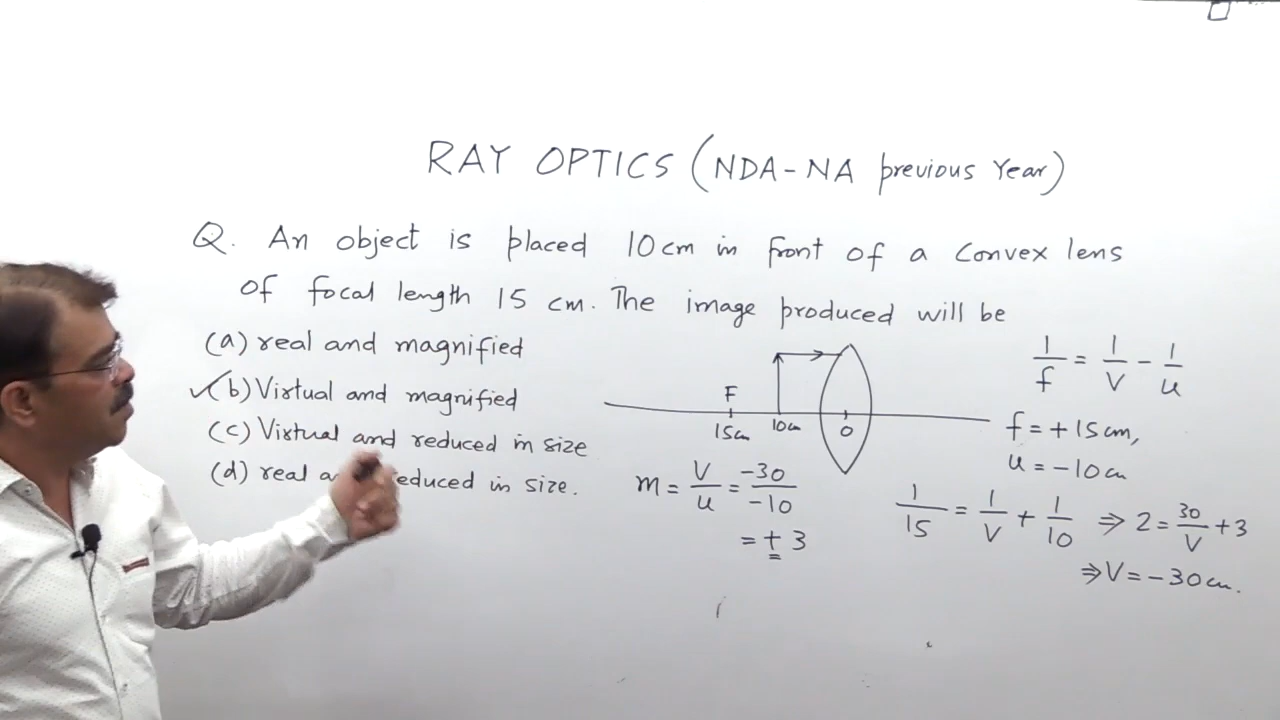 RAY OPTICS (NDA-NA previous Year)
Q. An object is placed 10cm in front of a convex lens
of focal length 15 cm. The image produced will be
(a) real and magnified
✓(b) Virtual and magnified
(c) Virtual and reduced in size
(d) real a reduced in size.
F
15cm 10cm O
m = V/u = -30/-10
= + 3
1/f = 1/V - 1/u
f = +15cm,
u = -10cm
1/15 = 1/V + 1/10 ⇒ 2 = 30/V + 3
⇒ V = -30cm.